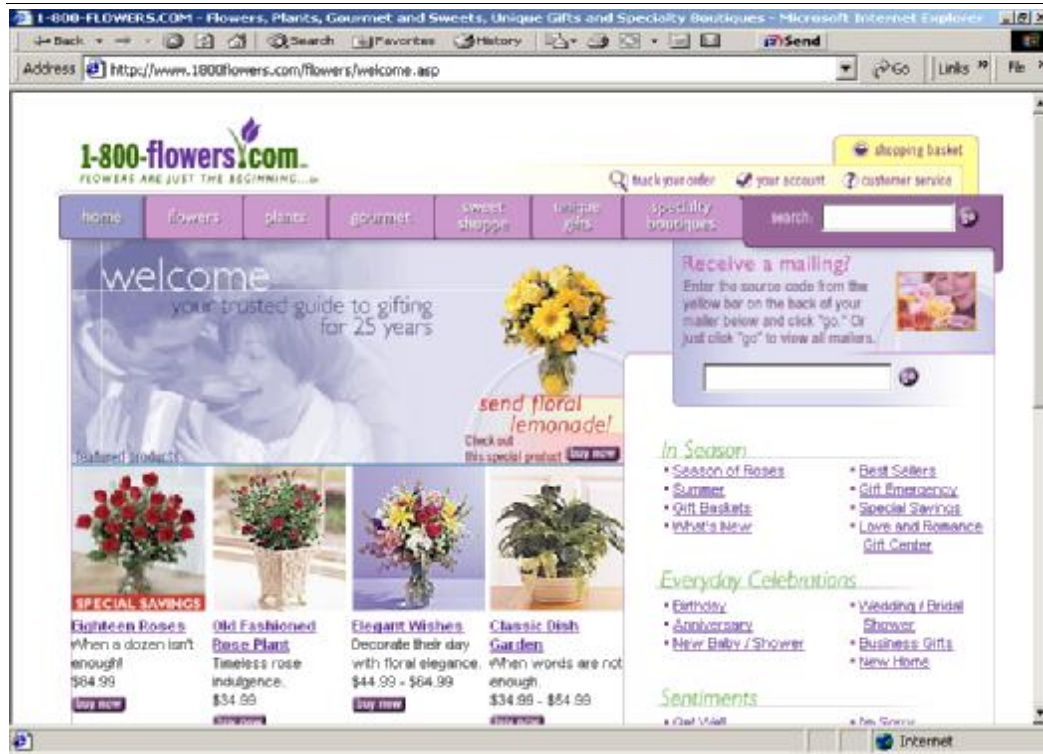 1-800-FLOWERS.COM - Flowers, Plants, Gourmet and Sweets, Unique Gifts and Specialty Boutiques - Microsoft Internet Explorer
Back Search Favorites History Send
Address http://www.1800flowers.com/flowers/welcome.asp Go Links File
1-800-flowers.com
FLOWERS ARE JUST THE BEGINNING...
shopping basket
track your order your account customer service
home flowers plants gourmet sweet shoppe unique gifts specialty boutiques search go
welcome
your trusted guide to gifting
for 25 years
send floral
lemonade!
Check out
this special product buy now
featured products
Receive a mailing?
Enter the source code from the
yellow bar on the back of your
mailer below and click "go." Or
just click "go" to view all mailers.
go
SPECIAL SAVINGS
Eighteen Roses
When a dozen isn't
enough!
$64.99
buy now
Old Fashioned
Rose Plant
Timeless rose
indulgence.
$34.99
buy now
Elegant Wishes
Decorate their day
with floral elegance.
$44.99 - $64.99
buy now
Classic Dish
Garden
When words are not
enough.
$34.99 - $54.99
buy now
In Season
• Season of Roses
• Summer
• Gift Baskets
• What's New
• Best Sellers
• Gift Emergency
• Special Savings
• Love and Romance
Gift Center
Everyday Celebrations
• Birthday
• Anniversary
• New Baby / Shower
• Wedding / Bridal
Shower
• Business Gifts
• New Home
Sentiments
• Get Well
• I'm Sorry
Internet